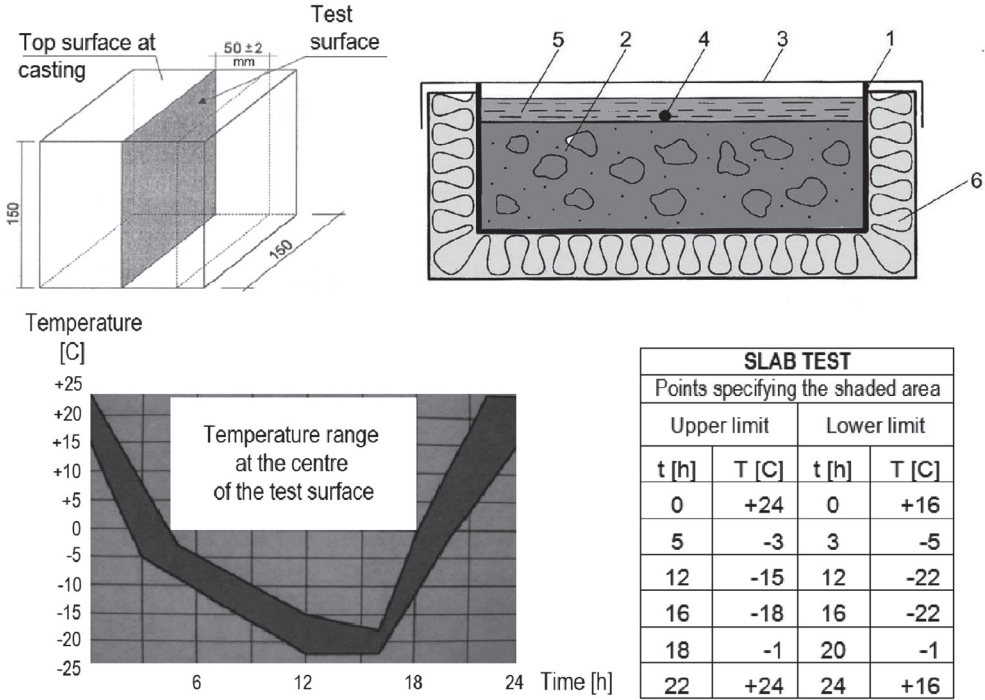 Top surface at
casting
Test
surface
50 ±2
mm
150
150
5 2 4 3 1
6
Temperature
[C]
+25
+20
+15
+10
+5
0
-5
-10
-15
-20
-25
Temperature range
at the centre
of the test surface
6 18 24 Time [h]
SLAB TEST
Points specifying the shaded area
Upper limit Lower limit
t [h] T [C] t [h] T [C]
0 +24 0 +16
5 -3 3 -5
12 -15 12 -22
16 -18 16 -22
18 -1 20 -1
22 +24 24 +16